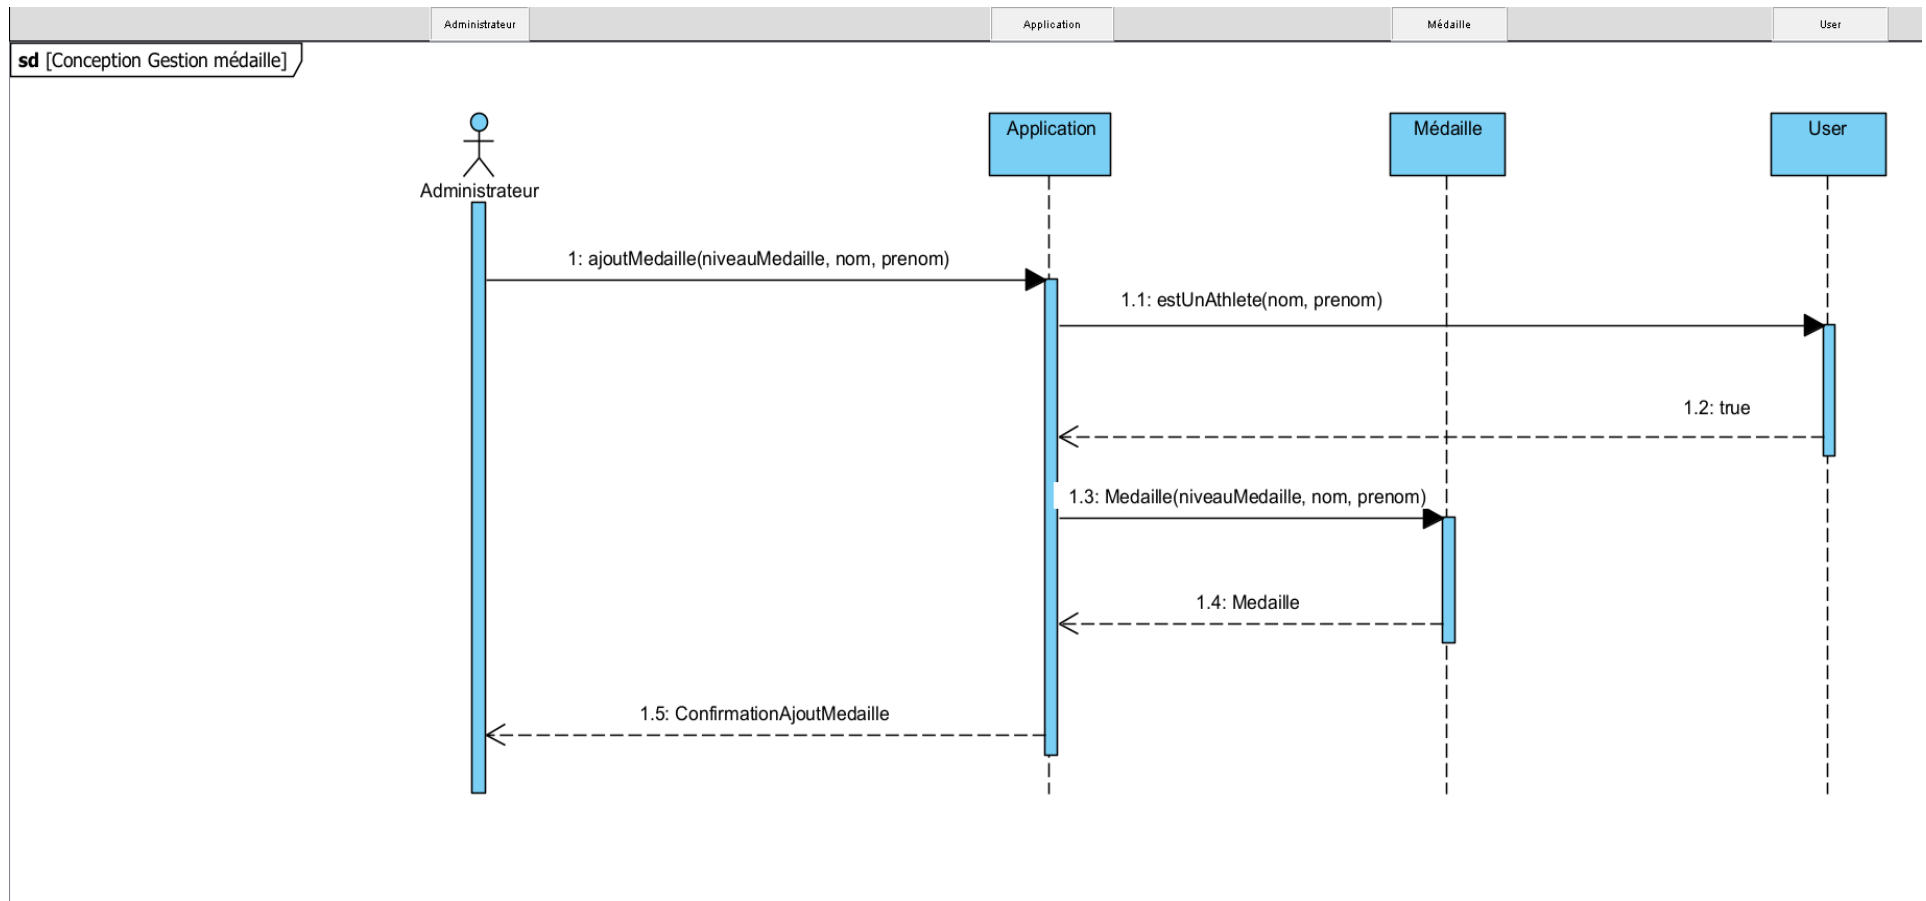 Administrateur
Application
Médaille
User
sd [Conception Gestion médaille]
Application
Médaille
User
Administrateur
1: ajoutMedaille(niveauMedaille, nom, prenom)
1.1: estUnAthlete(nom, prenom)
1.2: true
1.3: Medaille(niveauMedaille, nom, prenom)
1.4: Medaille
1.5: ConfirmationAjoutMedaille